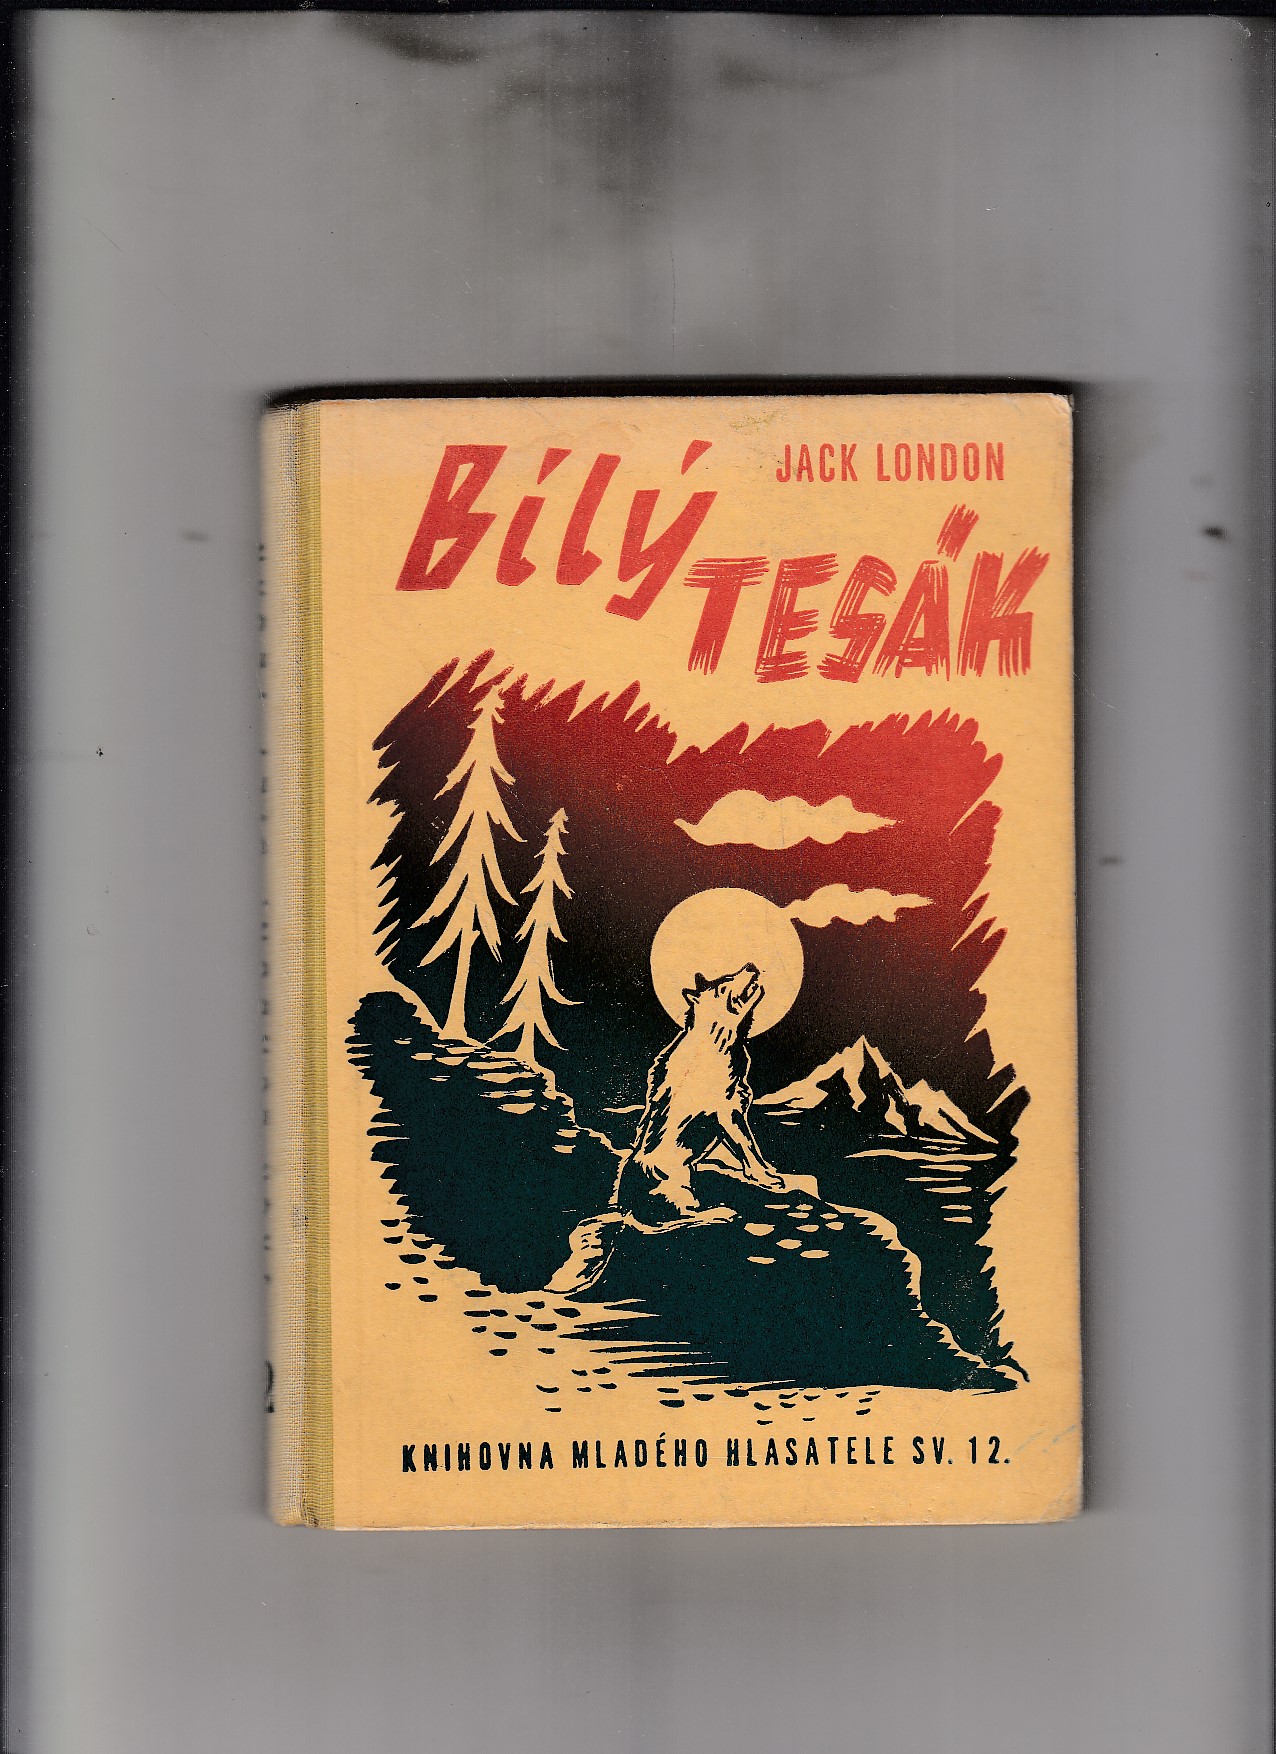 JACK LONDON
Bílý
TESÁK
KNIHOVNA MLADÉHO HLASATELE SV. 12.